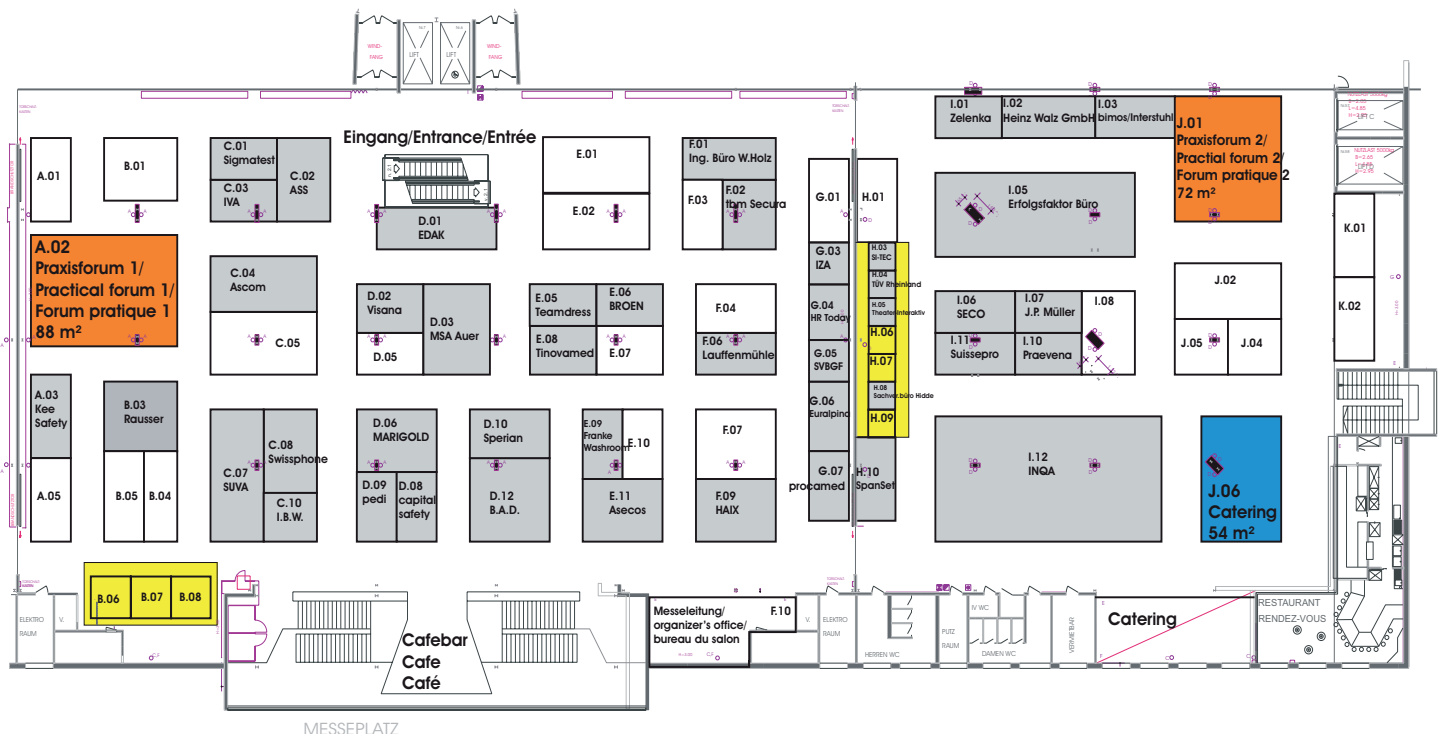 WIND-
FANG
LIFT
LIFT
WIND-
FANG
Eingang/Entrance/Entrée
A.01
B.01
C.01
Sigmatest
C.02
ASS
C.03
IVA
D.01
EDAK
E.01
E.02
F.01
Ing. Büro W.Holz
F.03
F.02
tbm Secura
G.01
H.01
I.01
Zelenka
I.02
Heinz Walz GmbH
I.03
bimos/Interstuhl
J.01
Praxisforum 2/
Practial forum 2/
Forum pratique 2
72 m²
LIFT C
NUTZLAST 5000kg
B=2.65
I.05
Erfolgsfaktor Büro
K.01
K.02
A.02
Praxisforum 1/
Practical forum 1/
Forum pratique 1
88 m²
C.04
Ascom
C.05
D.02
Visana
D.03
MSA Auer
D.05
E.05
Teamdress
E.06
BROEN
E.08
Tinovamed
E.07
F.04
F.06
Lauffenmühle
G.03
IZA
G.04
HR Today
G.05
SVBGF
G.06
Euralpina
G.07
procamed
H.03
SI-TEC
H.04
TÜV Rheinland
H.05
Theater-Interaktiv
H.06
H.07
H.08
Sachver.büro Hidde
H.09
H.10
SpanSet
I.06
SECO
I.07
J.P. Müller
I.08
I.11
Suissepro
I.10
Praevena
J.02
J.05
J.04
A.03
Kee
Safety
A.05
B.03
Rausser
B.05
B.04
C.07
SUVA
C.08
Swissphone
C.10
I.B.W.
D.06
MARIGOLD
D.09
pedi
D.08
capital
safety
D.10
Sperian
D.12
B.A.D.
E.09
Franke
Washroom
E.10
E.11
Asecos
F.07
F.09
HAIX
I.12
INQA
J.06
Catering
54 m²
B.06
B.07
B.08
ELEKTRO
RAUM
V.
Cafebar
Cafe
Café
Messeleitung/
organizer's office/
bureau du salon
F.10
V.
ELEKTRO
RAUM
HERREN WC
PUTZ
RAUM
IV WC
DAMEN WC
VERMIETBAR
Catering
RESTAURANT
RENDEZ-VOUS
MESSEPLATZ